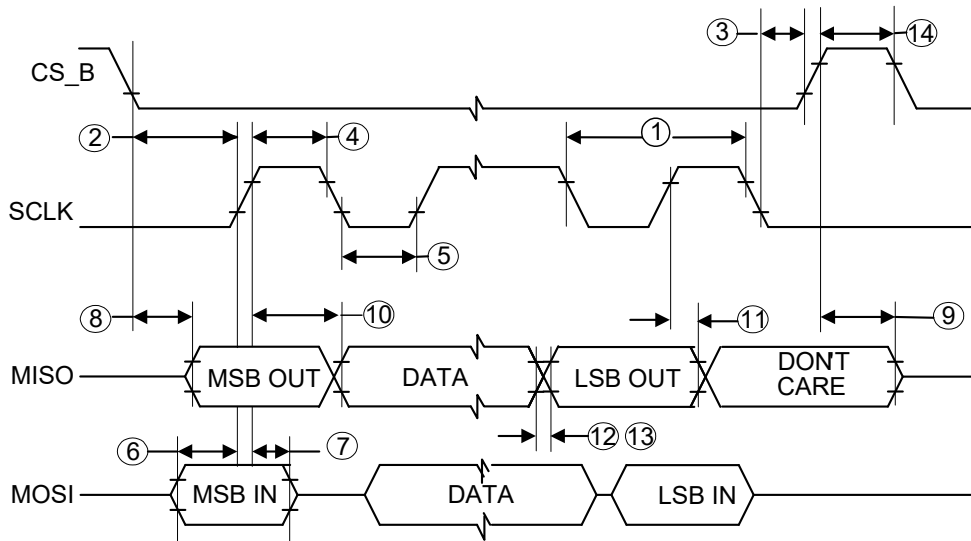 ③ ⑭
CS_B
② ④ ①
SCLK
⑤
⑧ ⑩ ⑪ ⑨
MISO MSB OUT DATA LSB OUT DON'T CARE
⑥ ⑦ ⑫ ⑬
MOSI MSB IN DATA LSB IN